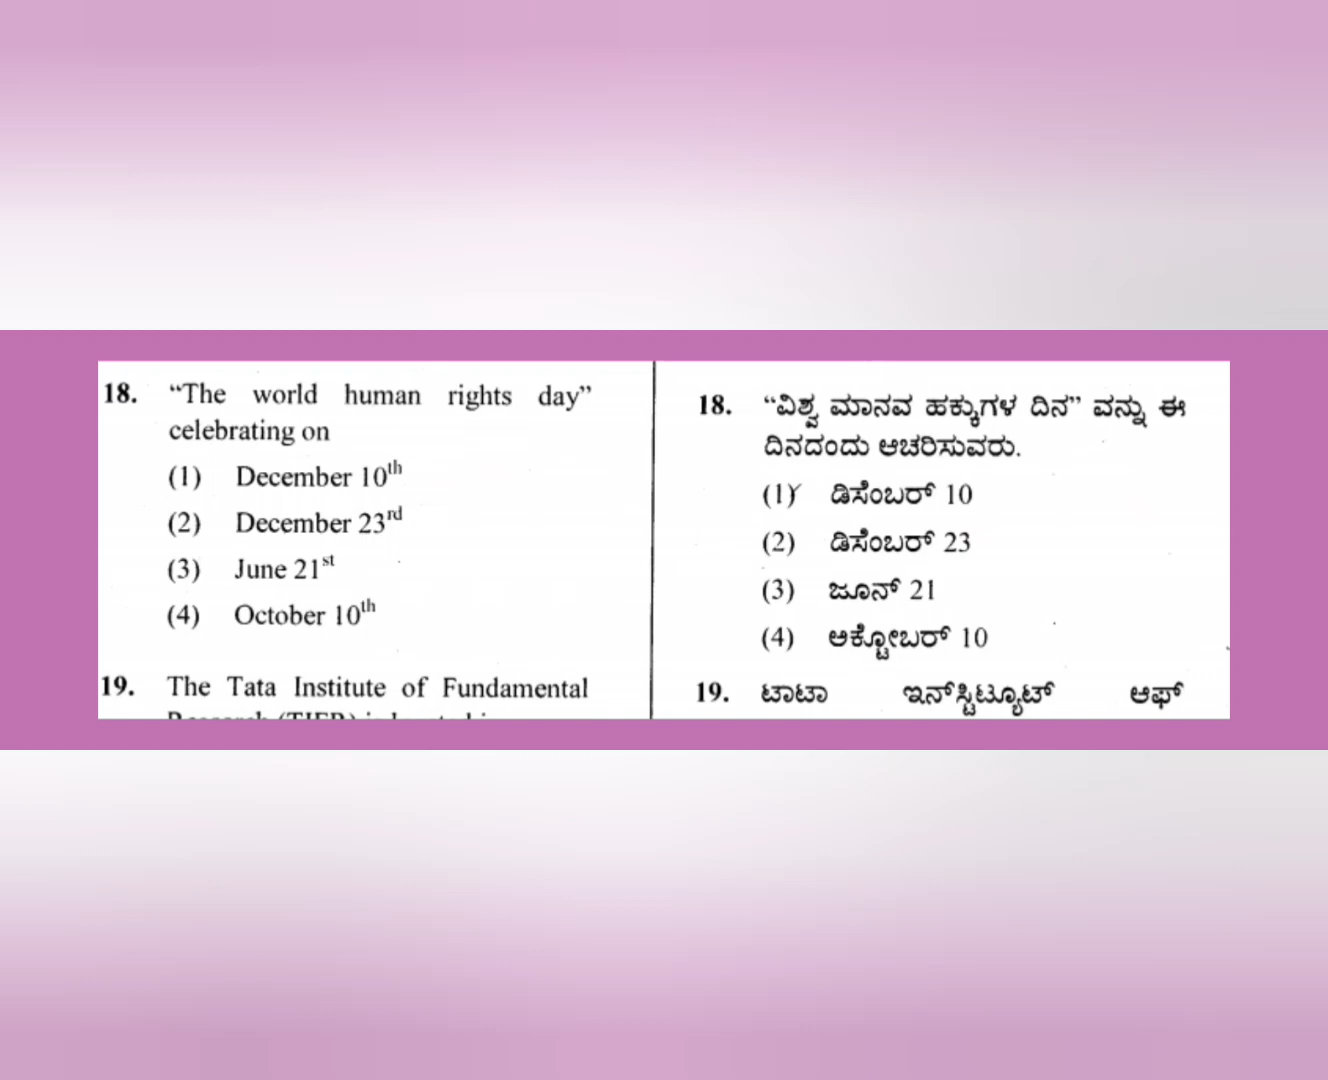 18. “The world human rights day”
celebrating on
(1) December 10th
(2) December 23rd
(3) June 21st
(4) October 10th
19. The Tata Institute of Fundamental
18. “ವಿಶ್ವ ಮಾನವ ಹಕ್ಕುಗಳ ದಿನ” ವನ್ನು ಈ
ದಿನದಂದು ಆಚರಿಸುವರು.
(1) ಡಿಸೆಂಬರ್ 10
(2) ಡಿಸೆಂಬರ್ 23
(3) ಜೂನ್ 21
(4) ಅಕ್ಟೋಬರ್ 10
19. ಟಾಟಾ ಇನ್‌ಸ್ಟಿಟ್ಯೂಟ್ ಆಫ್